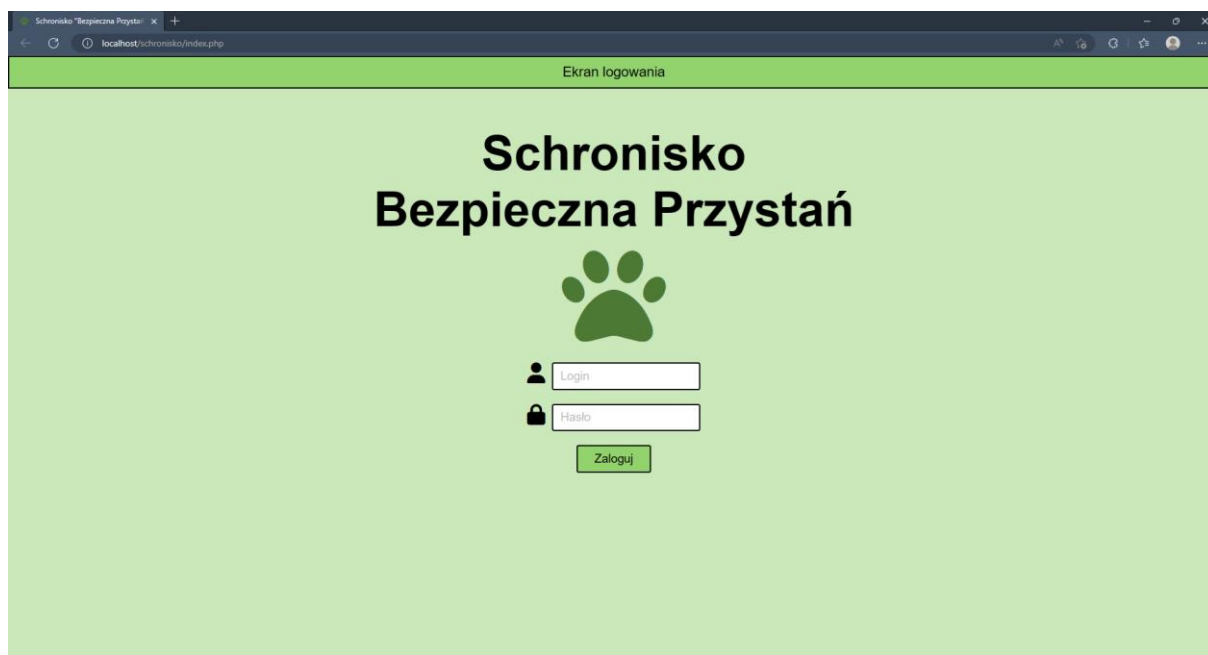 Schronisko "Bezpieczna Przystań
localhost/schronisko/index.php
Ekran logowania
Schronisko
Bezpieczna Przystań
Login
Hasło
Zaloguj